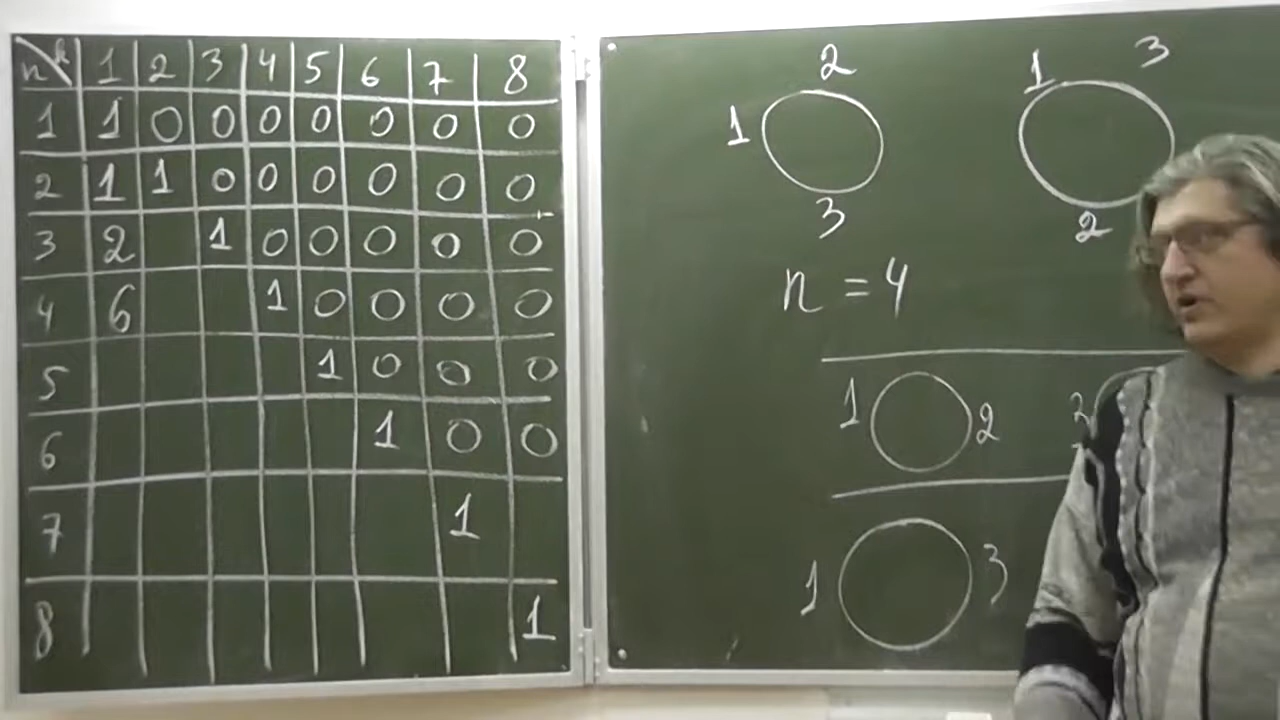 n k 1 2 3 4 5 6 7 8
1 1 0 0 0 0 0 0 0
2 1 1 0 0 0 0 0 0
3 2 1 0 0 0 0 0
4 6 1 0 0 0 0
5 1 0 0 0
6 1 0 0
7 1
8 1
2
1
3
1 3
2
n = 4
1 2
1 3